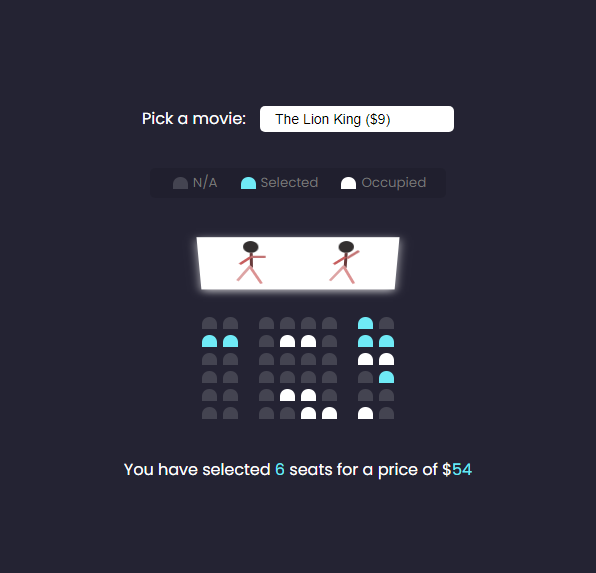 Pick a movie: The Lion King ($9)
N/A Selected Occupied
You have selected 6 seats for a price of $54